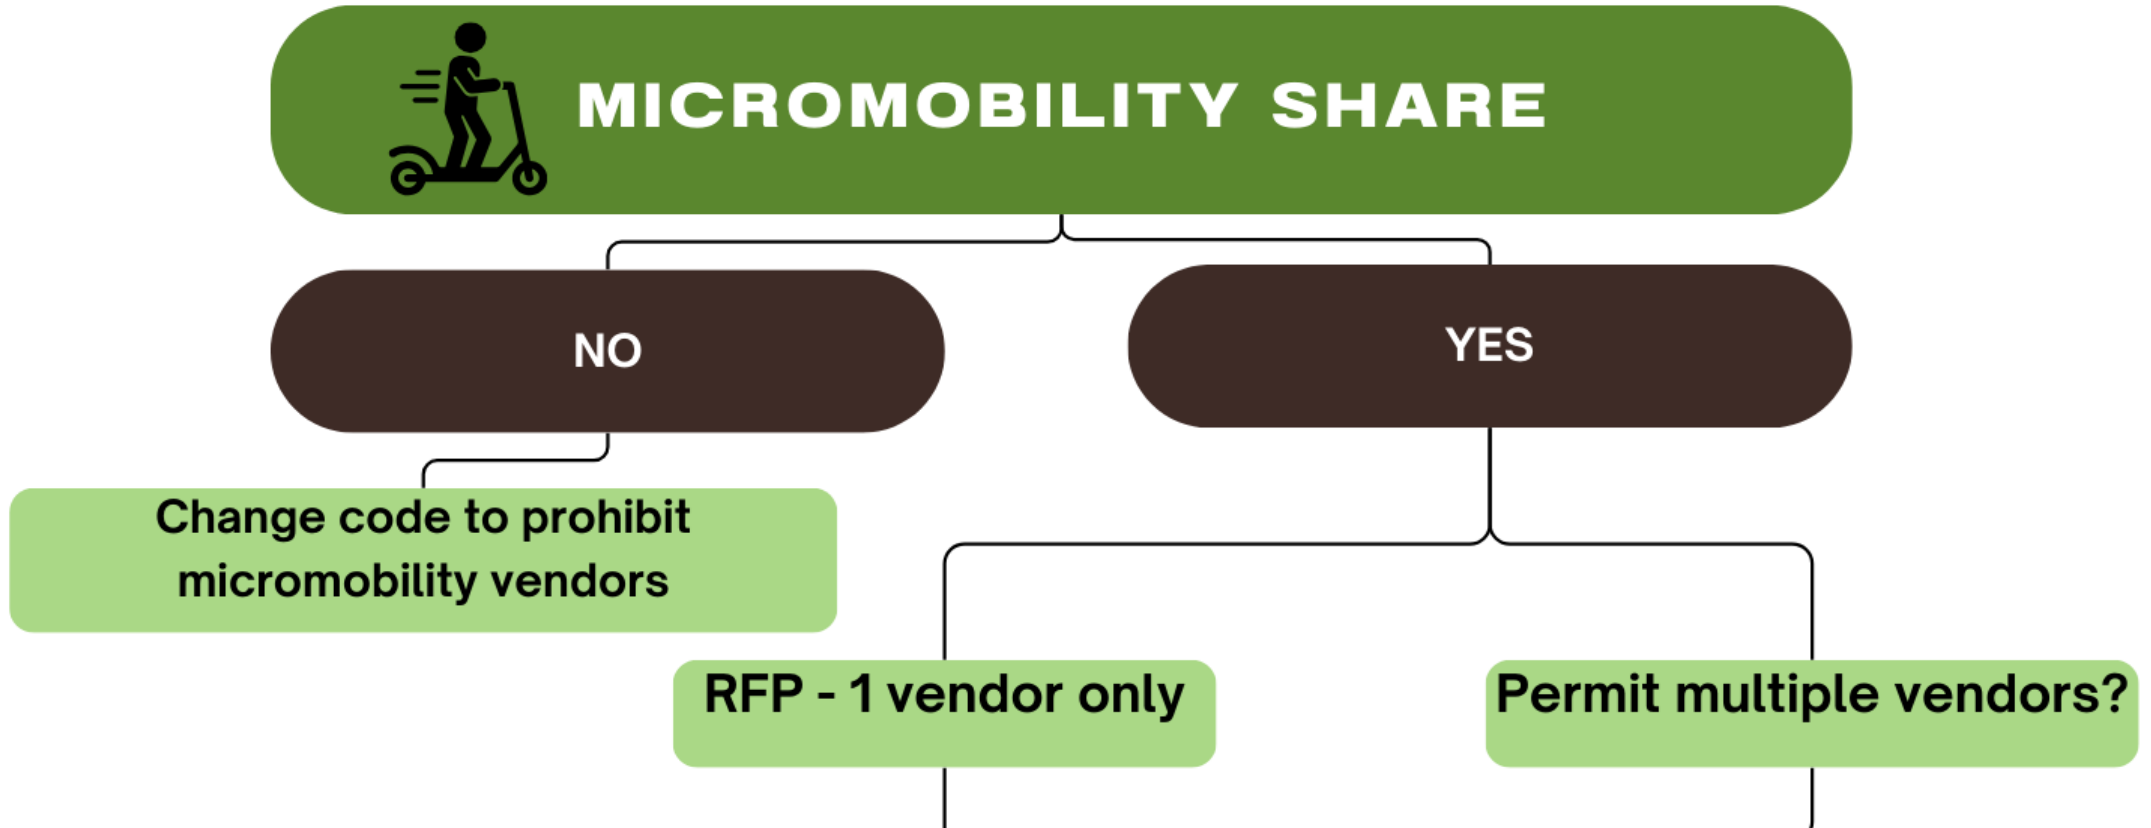 MICROMOBILITY SHARE
NO
YES
Change code to prohibit
micromobility vendors
RFP - 1 vendor only
Permit multiple vendors?